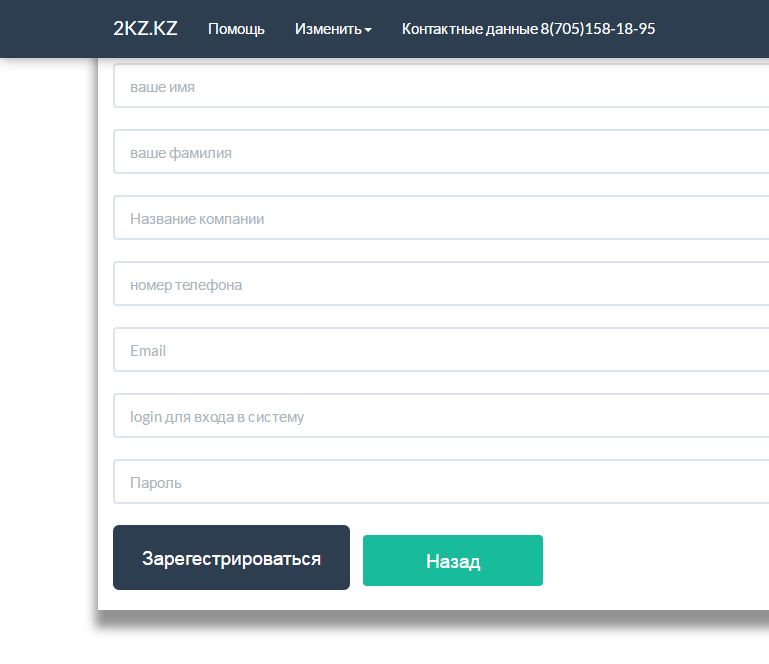 2KZ.KZ Помощь Изменить Контактные данные 8(705)158-18-95
ваше имя
ваше фамилия
Название компании
номер телефона
Email
login для входа в систему
Пароль
Зарегестрироваться Назад